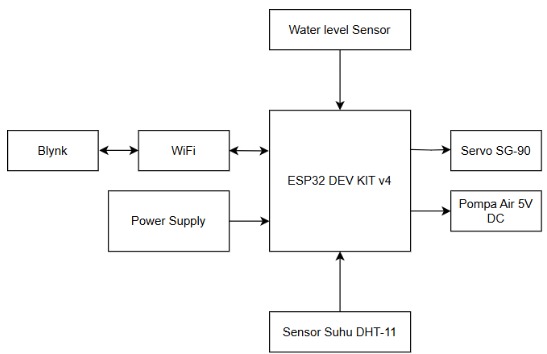 Water level Sensor
Blynk
WiFi
ESP32 DEV KIT v4
Servo SG-90
Power Supply
Pompa Air 5V
DC
Sensor Suhu DHT-11